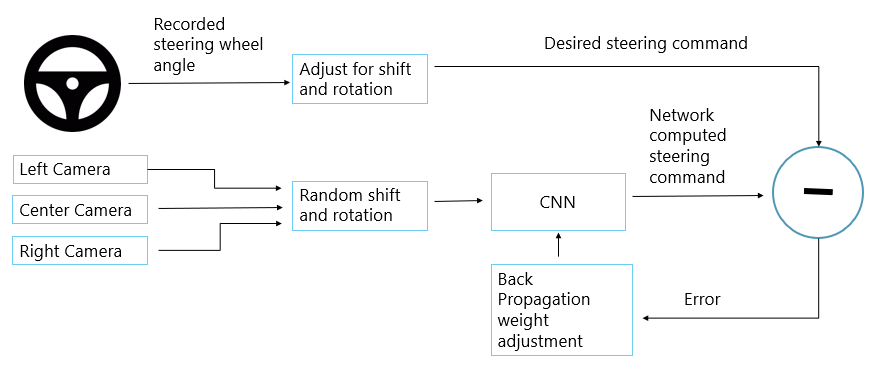 Recorded
steering wheel
angle
Adjust for shift
and rotation
Desired steering command
Left Camera
Center Camera
Right Camera
Random shift
and rotation
CNN
Network
computed
steering
command
Back
Propagation
weight
adjustment
Error